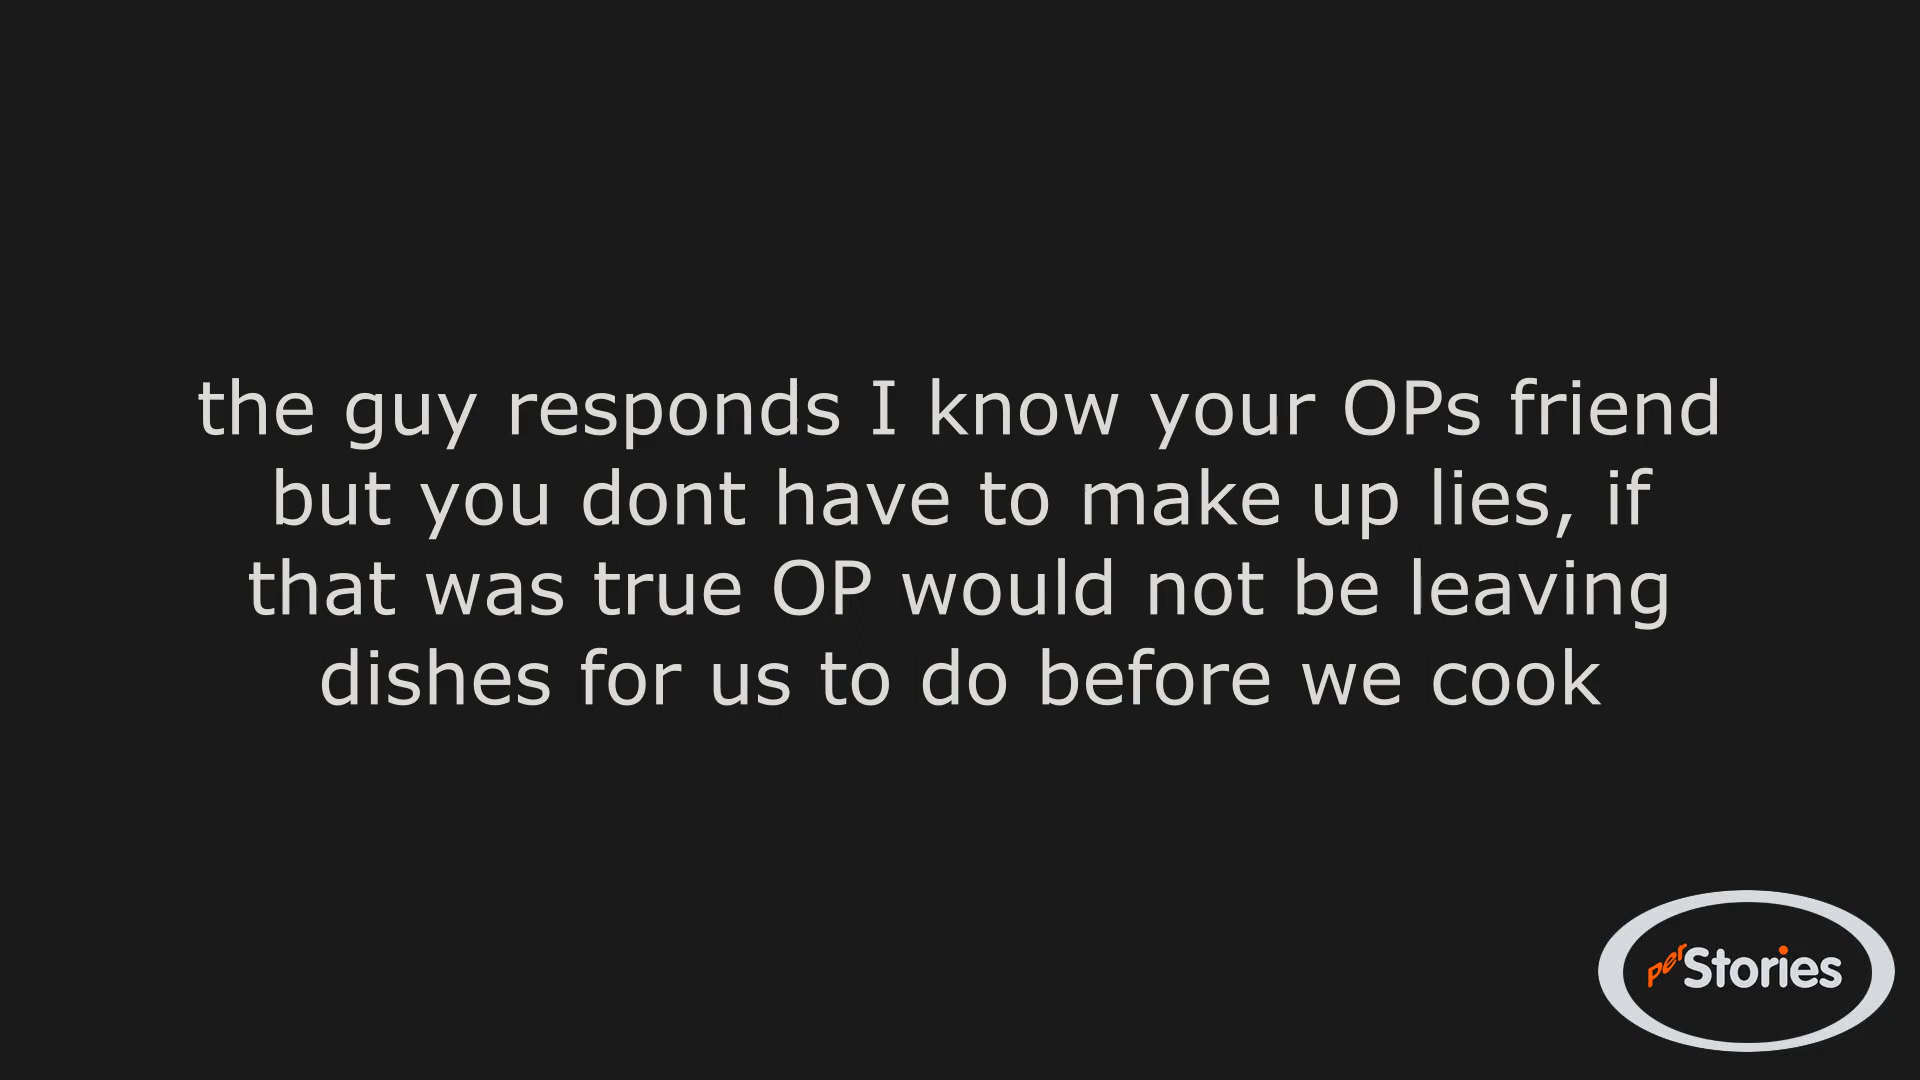 the guy responds I know your OPs friend
but you dont have to make up lies, if
that was true OP would not be leaving
dishes for us to do before we cook
perStories